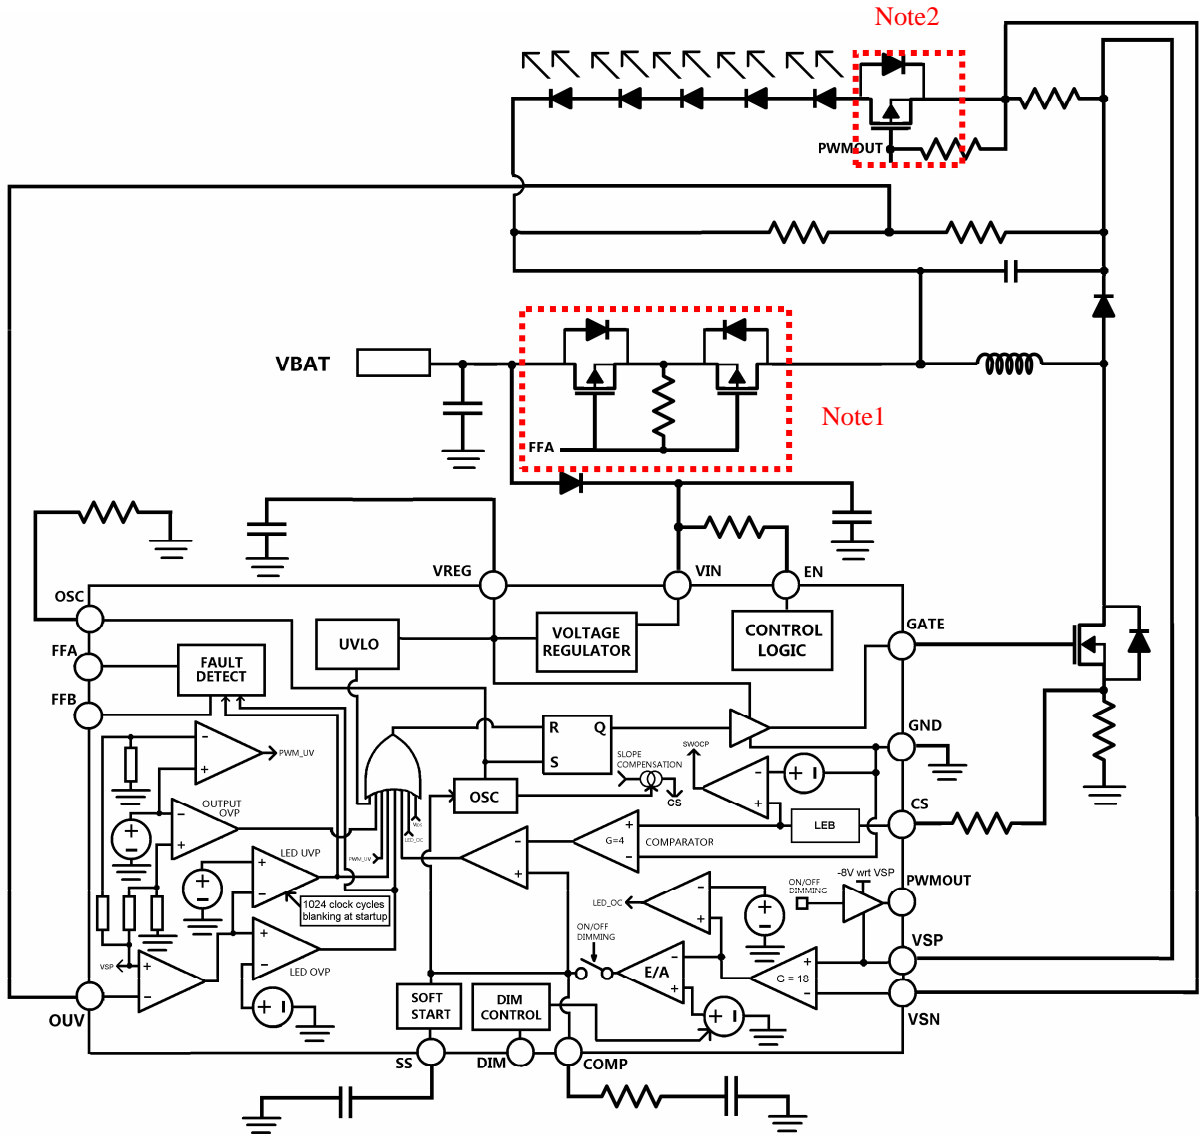 Note2
PWMOUT
VBAT
Note1
FFA
VREG
VIN
EN
OSC
GATE
FFA
FFB
FAULT
DETECT
UVLO
VOLTAGE
REGULATOR
CONTROL
LOGIC
R
Q
S
OSC
SLOPE
COMPENSATION
CS
SWOCP
GND
CS
LEB
PWM_UV
OUTPUT
OVP
VCC
LED_OC
PWM_UV
G=4
COMPARATOR
LED UVP
1024 clock cycles
blanking at startup
LED OVP
-8V wrt VSP
ON/OFF
DIMMING
PWMOUT
LED_OC
ON/OFF
DIMMING
VSP
VSP
E/A
G = 18
OUV
SOFT
START
DIM
CONTROL
VSN
SS
DIM
COMP